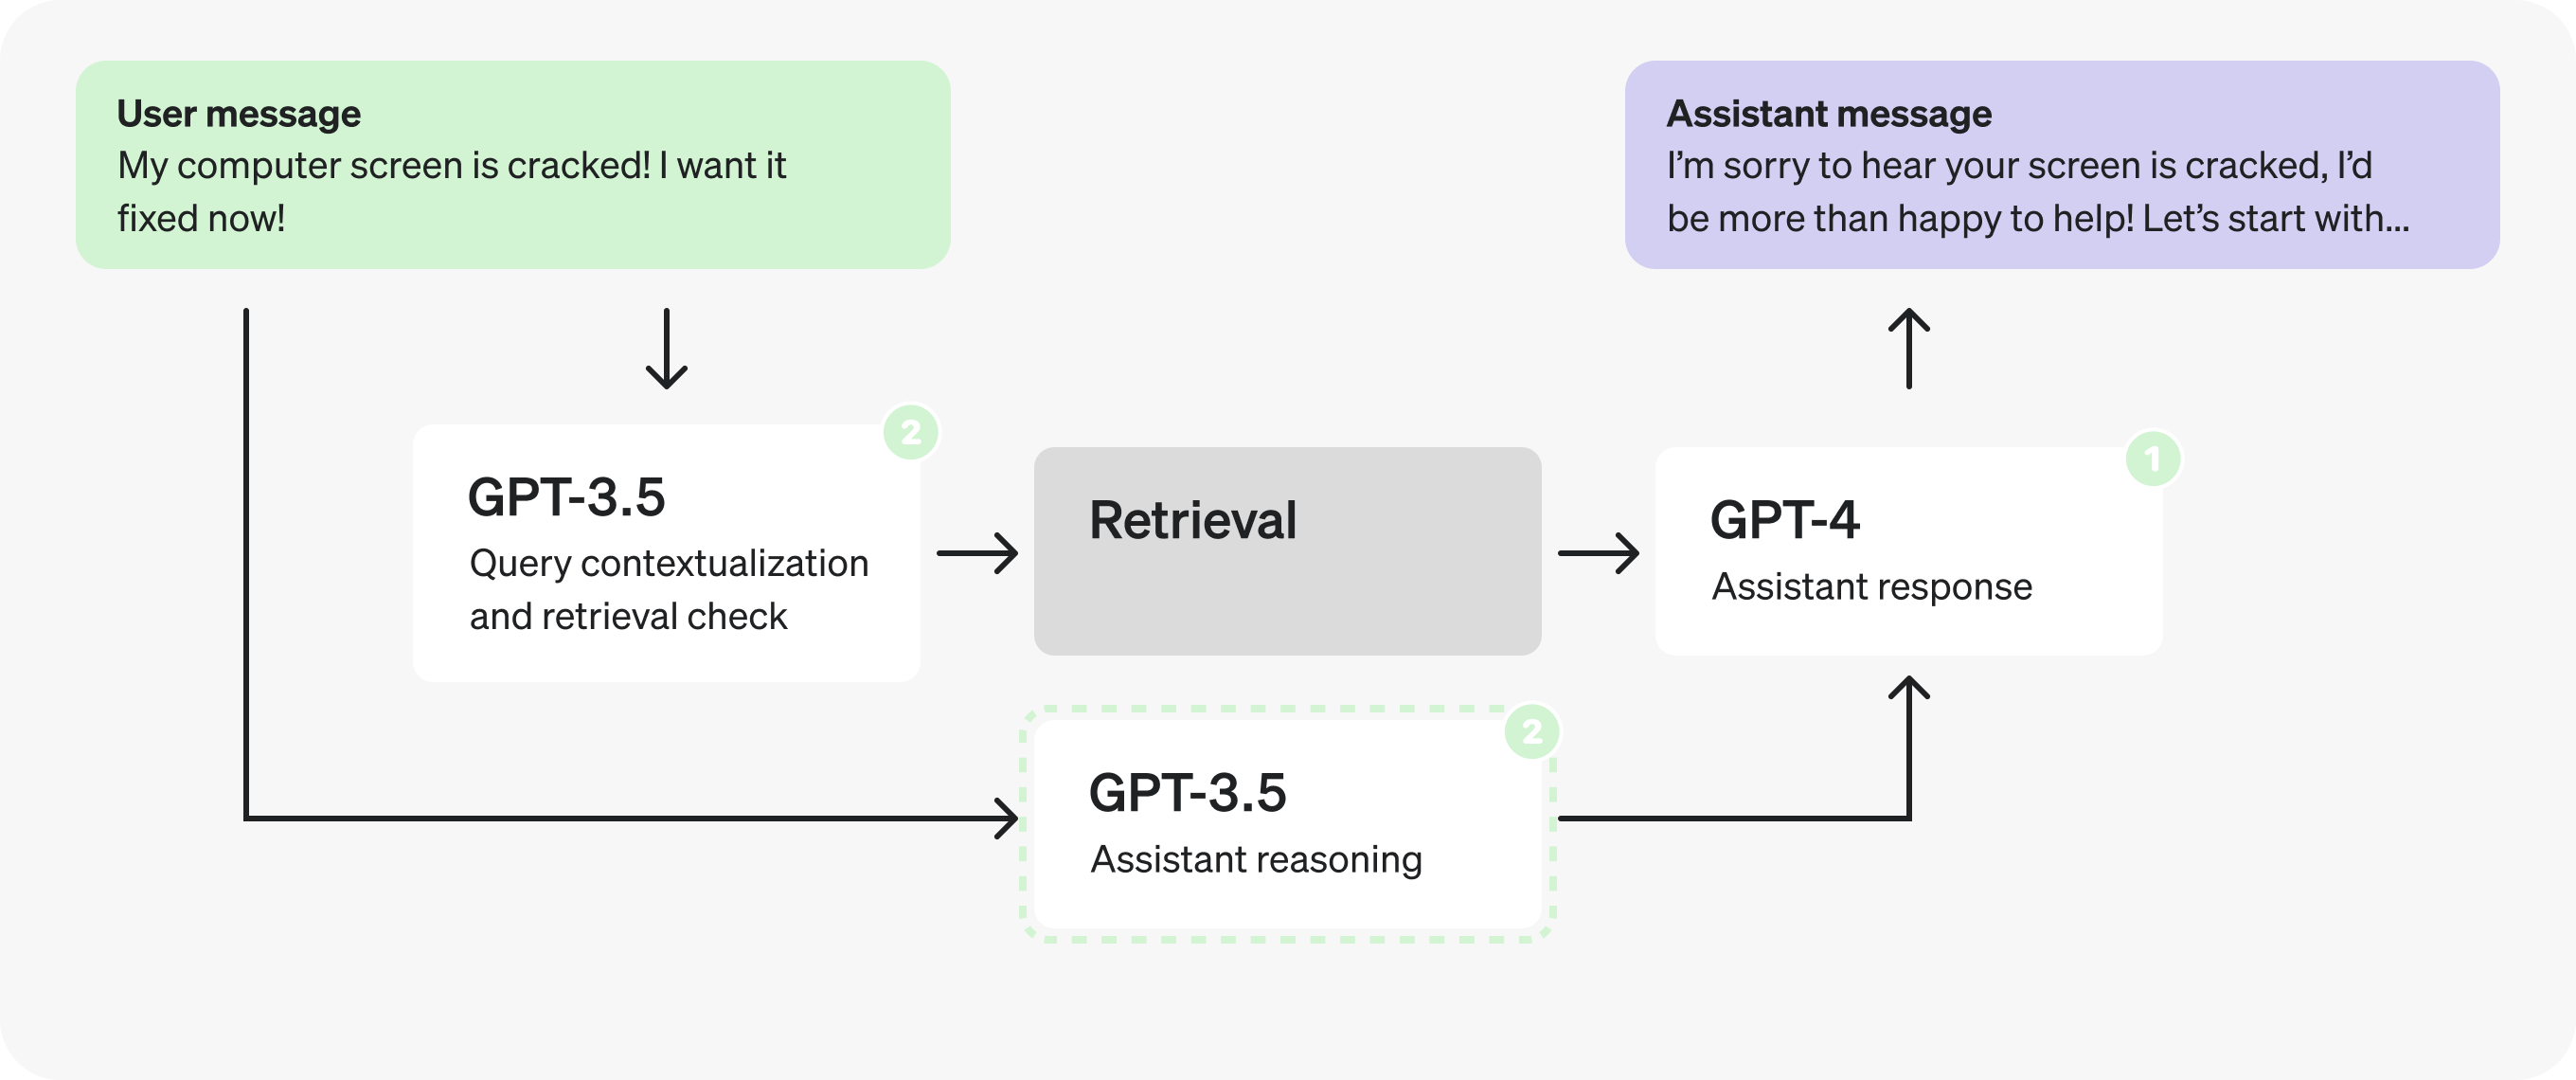 User message
My computer screen is cracked! I want it
fixed now!
Assistant message
I’m sorry to hear your screen is cracked, I’d
be more than happy to help! Let’s start with...
2
GPT-3.5
Query contextualization
and retrieval check
Retrieval
1
GPT-4
Assistant response
2
GPT-3.5
Assistant reasoning